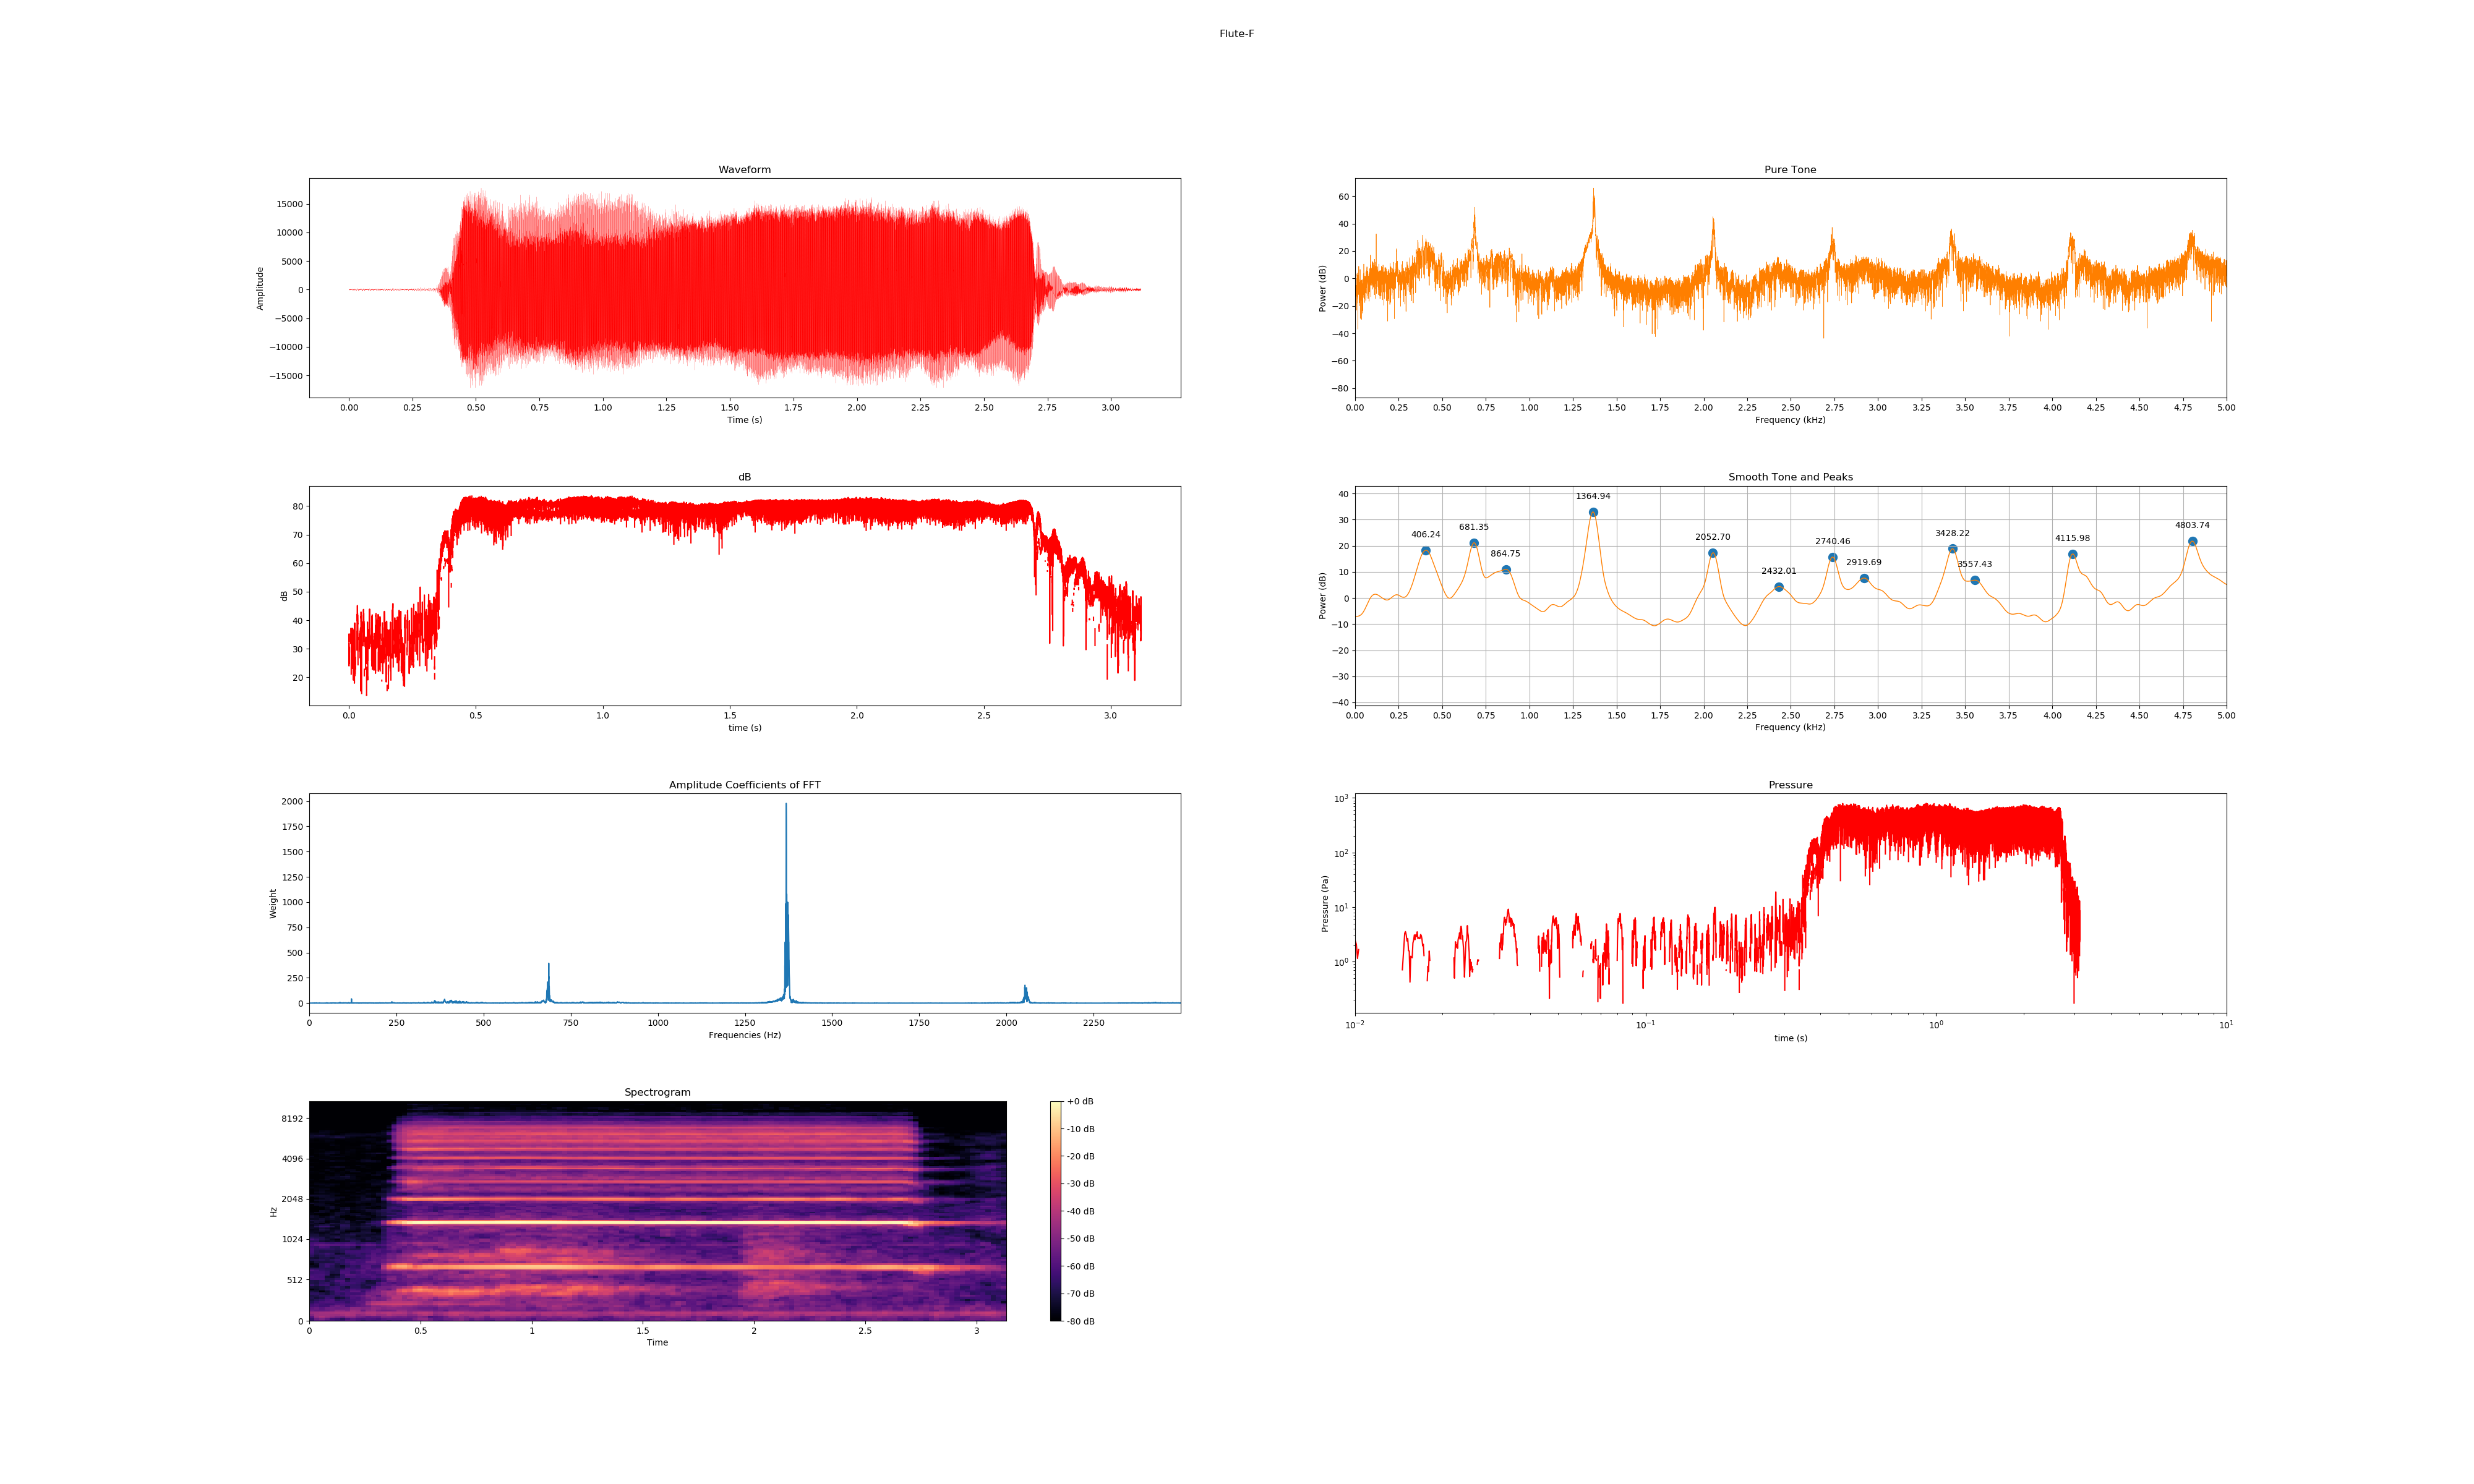 Flute-F
Waveform
15000
10000
5000
0
−5000
−10000
−15000
Amplitude
0.00 0.25 0.50 0.75 1.00 1.25 1.50 1.75 2.00 2.25 2.50 2.75 3.00
Time (s)
Pure Tone
60
40
20
0
−20
−40
−60
−80
Power (dB)
0.00 0.25 0.50 0.75 1.00 1.25 1.50 1.75 2.00 2.25 2.50 2.75 3.00 3.25 3.50 3.75 4.00 4.25 4.50 4.75 5.00
Frequency (kHz)
dB
80
70
60
50
40
30
20
dB
0.0 0.5 1.0 1.5 2.0 2.5 3.0
time (s)
Smooth Tone and Peaks
40
30
20
10
0
−10
−20
−30
−40
Power (dB)
406.24
681.35
864.75
1364.94
2052.70
2432.01
2740.46
2919.69
3428.22
3557.43
4115.98
4803.74
0.00 0.25 0.50 0.75 1.00 1.25 1.50 1.75 2.00 2.25 2.50 2.75 3.00 3.25 3.50 3.75 4.00 4.25 4.50 4.75 5.00
Frequency (kHz)
Amplitude Coefficients of FFT
2000
1750
1500
1250
1000
750
500
250
0
Weight
0 250 500 750 1000 1250 1500 1750 2000 2250
Frequencies (Hz)
Pressure
10³
10²
10¹
10⁰
Pressure (Pa)
10⁻² 10⁻¹ 10⁰ 10¹
time (s)
Spectrogram
8192
4096
2048
1024
512
0
Hz
0 0.5 1 1.5 2 2.5 3
Time
+0 dB
-10 dB
-20 dB
-30 dB
-40 dB
-50 dB
-60 dB
-70 dB
-80 dB